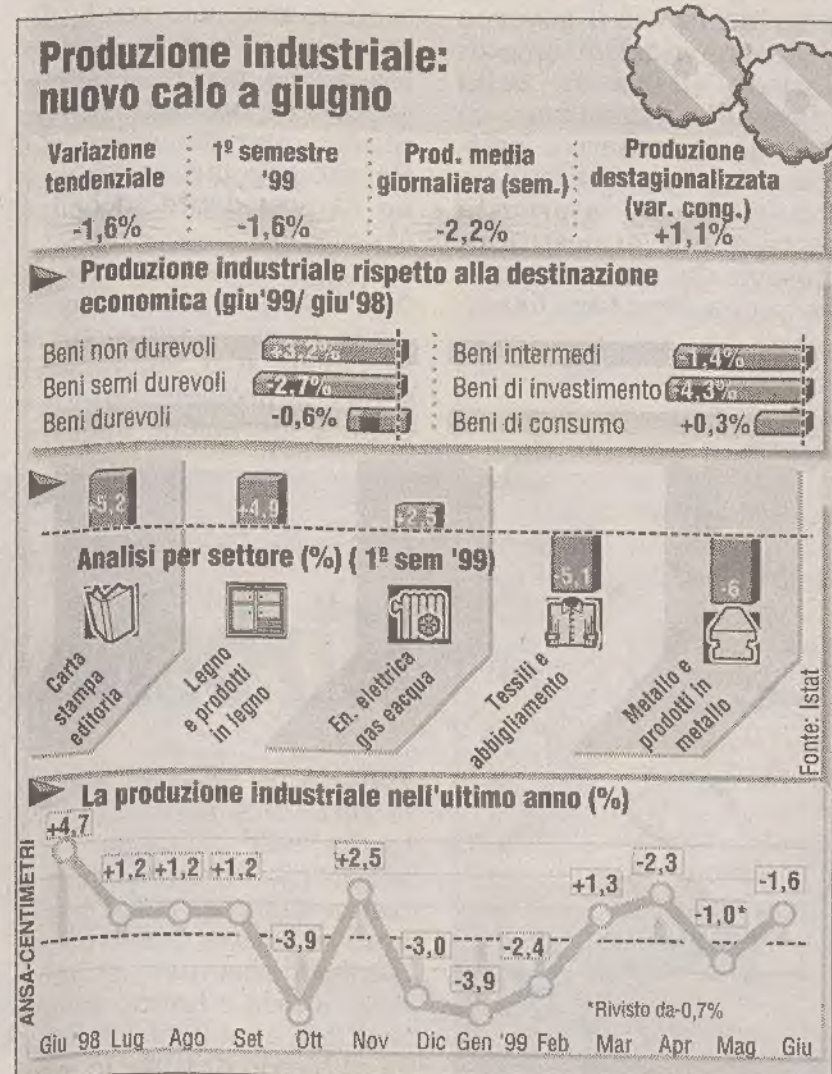 Produzione industriale:
nuovo calo a giugno
Variazione
tendenziale
-1,6%
1º semestre
'99
-1,6%
Prod. media
giornaliera (sem.)
-2,2%
Produzione
destagionalizzata
(var. cong.)
+1,1%
Produzione industriale rispetto alla destinazione
economica (giu'99/ giu'98)
Beni non durevoli +3,2%
Beni semi durevoli -2,7%
Beni durevoli -0,6%
Beni intermedi -1,4%
Beni di investimento -4,3%
Beni di consumo +0,3%
+5,2
+4,9
+2,5
-5,1
-6
Analisi per settore (%) ( 1º sem '99)
Carta
stampa
editoria
Legno
e prodotti
in legno
En. elettrica
gas eacqua
Tessili e
abbigliamento
Metallo e
prodotti in
metallo
Fonte: Istat
La produzione industriale nell'ultimo anno (%)
+4,7
+1,2 +1,2 +1,2
-3,9
+2,5
-3,0
-3,9
-2,4
+1,3
-2,3
-1,0*
-1,6
*Rivisto da-0,7%
Giu '98 Lug Ago Set Ott Nov Dic Gen '99 Feb Mar Apr Mag Giu
ANSA-CENTIMETRI